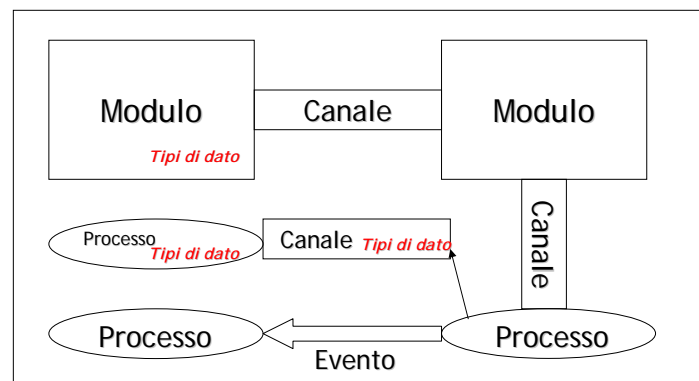 Modulo
Tipi di dato
Canale
Modulo
Canale
Processo
Tipi di dato
Canale
Tipi di dato
Processo
Evento
Processo